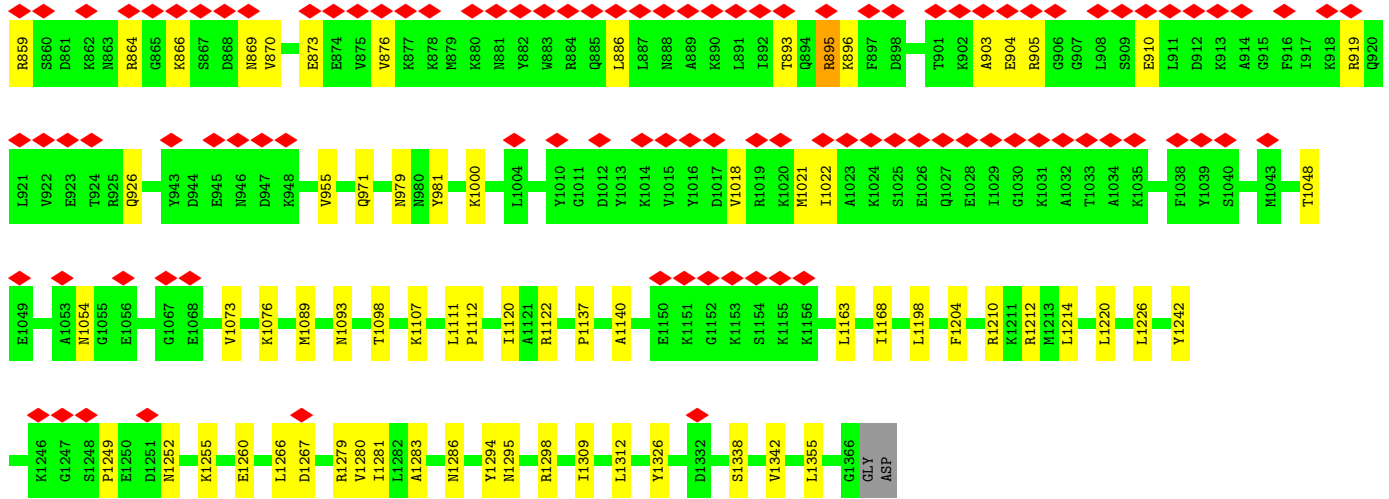 R859 S860 D861 K862 N863 R864 G865 K866 S867 D868 N869 V870 E873 E874 V875 V876 K877 K878 M879 K880 N881 Y882 W883 R884 Q885 L886 L887 N888 A889 K890 L891 I892 T893 Q894 R895 K896 F897 D898 T901 K902 A903 E904 R905 G906 G907 L908 S909 E910 L911 D912 K913 A914 G915 F916 I917 K918 R919 Q920
L921 V922 E923 T924 R925 Q926 Y943 D944 E945 N946 D947 K948 V955 Q971 N979 N980 Y981 K1000 L1004 Y1010 G1011 D1012 Y1013 K1014 V1015 Y1016 D1017 V1018 R1019 K1020 M1021 I1022 A1023 K1024 S1025 E1026 Q1027 E1028 I1029 G1030 K1031 A1032 T1033 A1034 K1035 F1038 Y1039 S1040 M1043 T1048
E1049 A1053 N1054 G1055 E1056 G1067 E1068 V1073 K1076 M1089 N1093 T1098 K1107 L1111 P1112 I1120 A1121 R1122 P1137 A1140 E1150 K1151 G1152 K1153 S1154 K1155 K1156 L1163 I1168 L1198 F1204 R1210 K1211 R1212 M1213 L1214 L1220 L1226 Y1242
K1246 G1247 S1248 P1249 E1250 D1251 N1252 K1255 E1260 L1266 D1267 R1279 V1280 I1281 L1282 A1283 N1286 Y1294 N1295 R1298 I1309 L1312 Y1326 D1332 S1338 V1342 L1355 G1366 GLY ASP